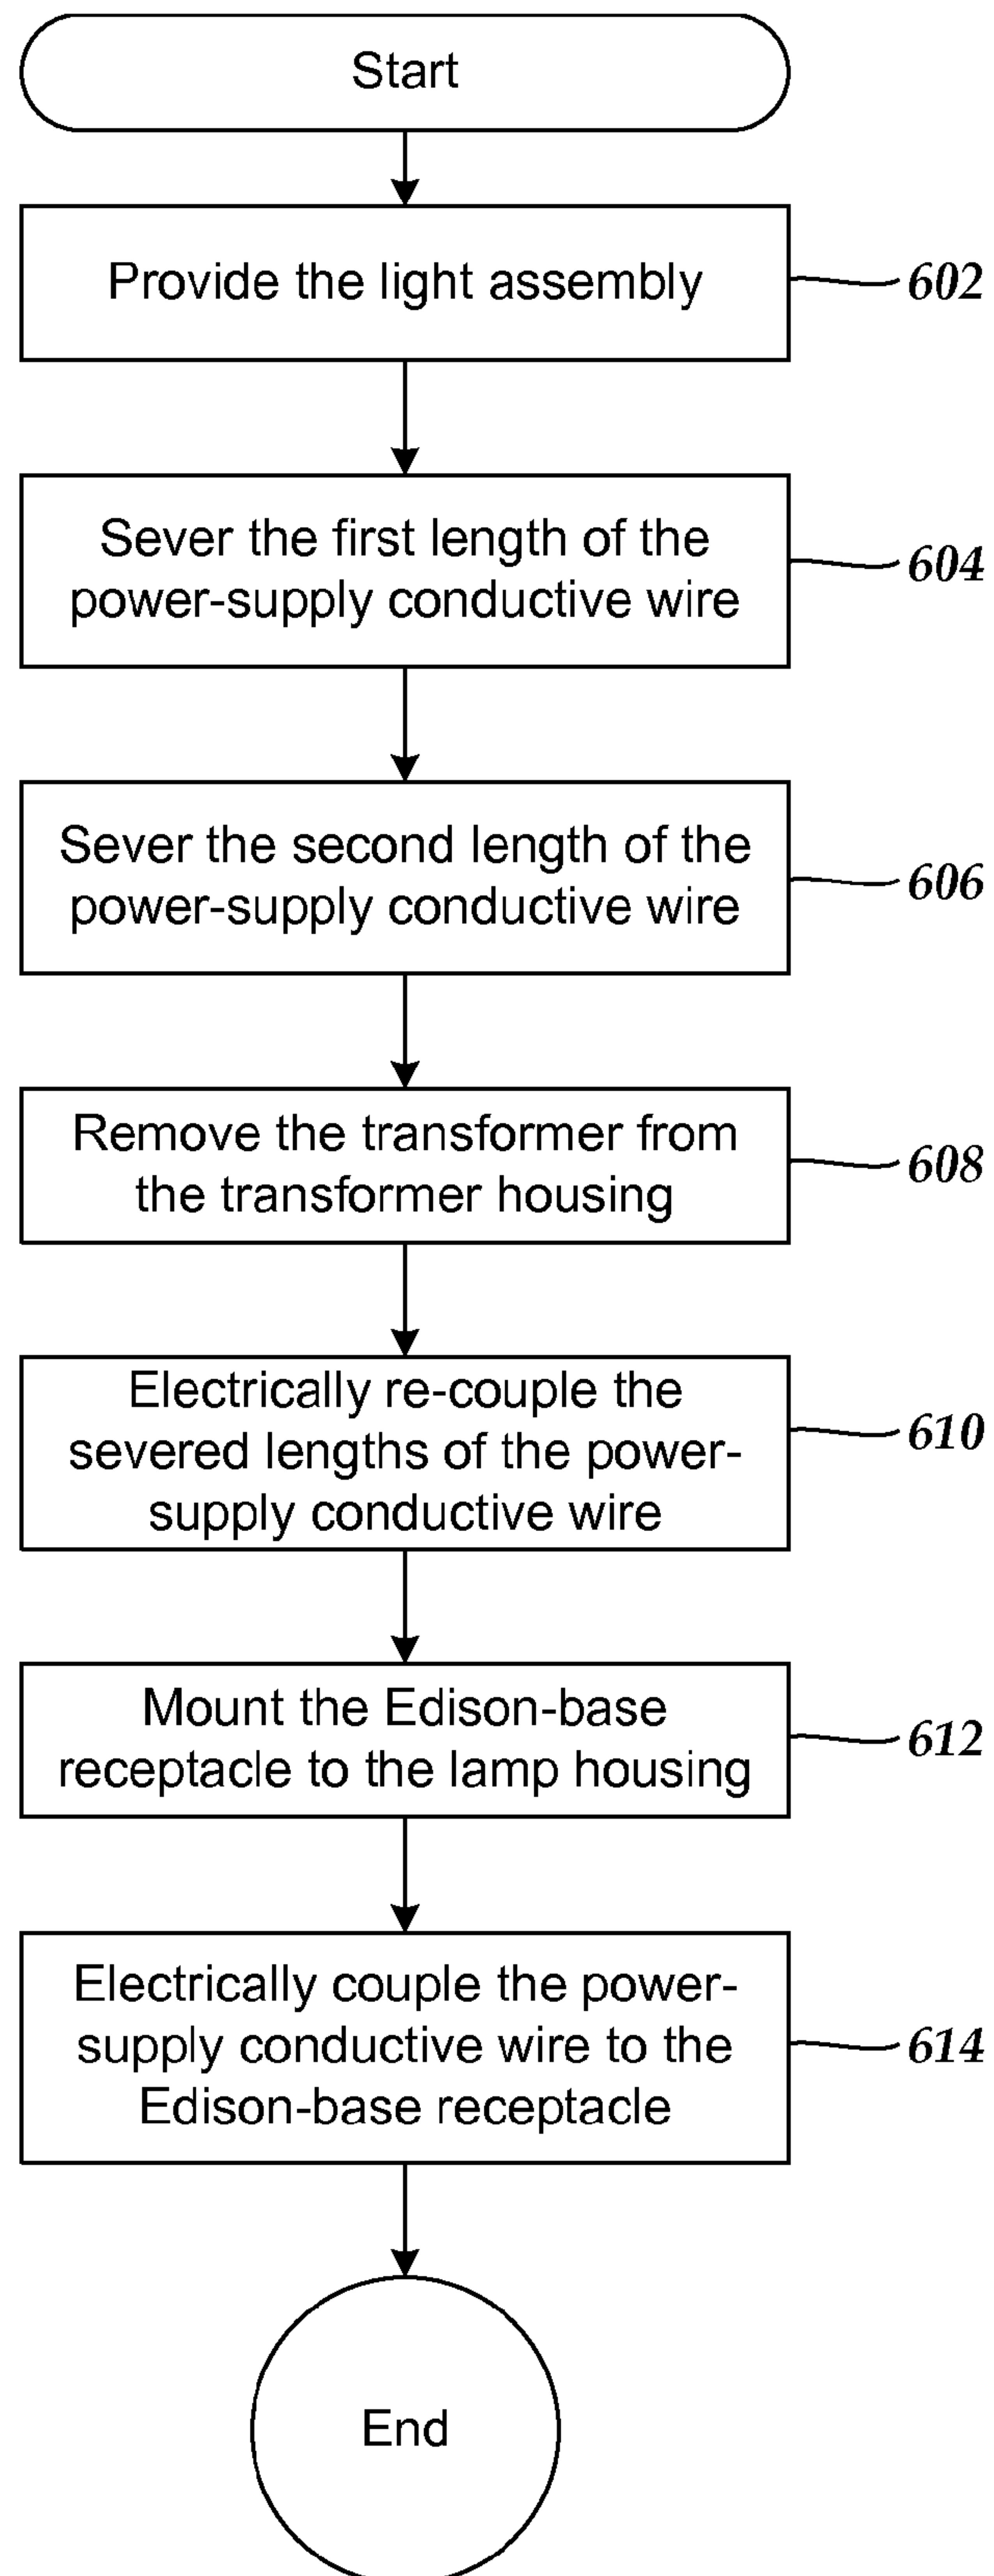 Start
Provide the light assembly
602
Sever the first length of the
power-supply conductive wire
604
Sever the second length of the
power-supply conductive wire
606
Remove the transformer from
the transformer housing
608
Electrically re-couple the
severed lengths of the power-
supply conductive wire
610
Mount the Edison-base
receptacle to the lamp housing
612
Electrically couple the power-
supply conductive wire to the
Edison-base receptacle
614
End